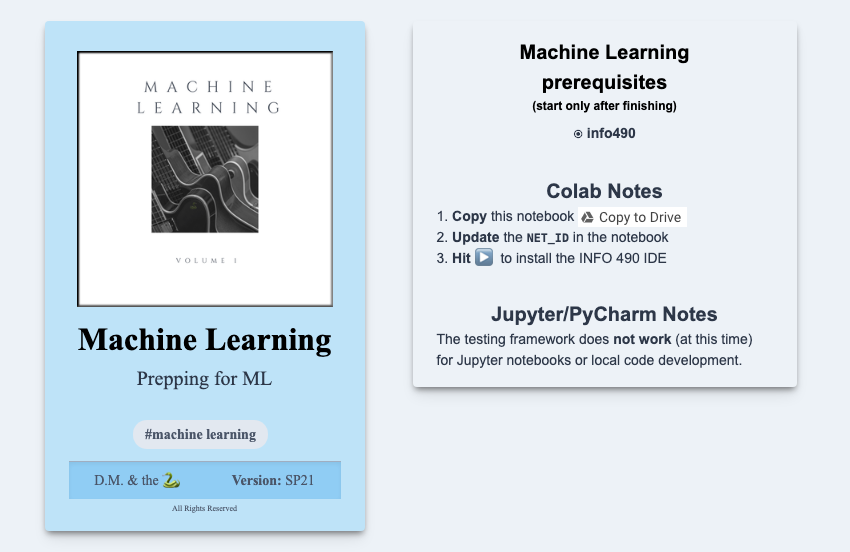 MACHINE
LEARNING
VOLUME 1
Machine Learning
Prepping for ML
#machine learning
D.M. & the 🐍 Version: SP21
All Rights Reserved
Machine Learning
prerequisites
(start only after finishing)
⦿ info490
Colab Notes
1. Copy this notebook Copy to Drive
2. Update the NET_ID in the notebook
3. Hit ▶️ to install the INFO 490 IDE
Jupyter/PyCharm Notes
The testing framework does not work (at this time)
for Jupyter notebooks or local code development.